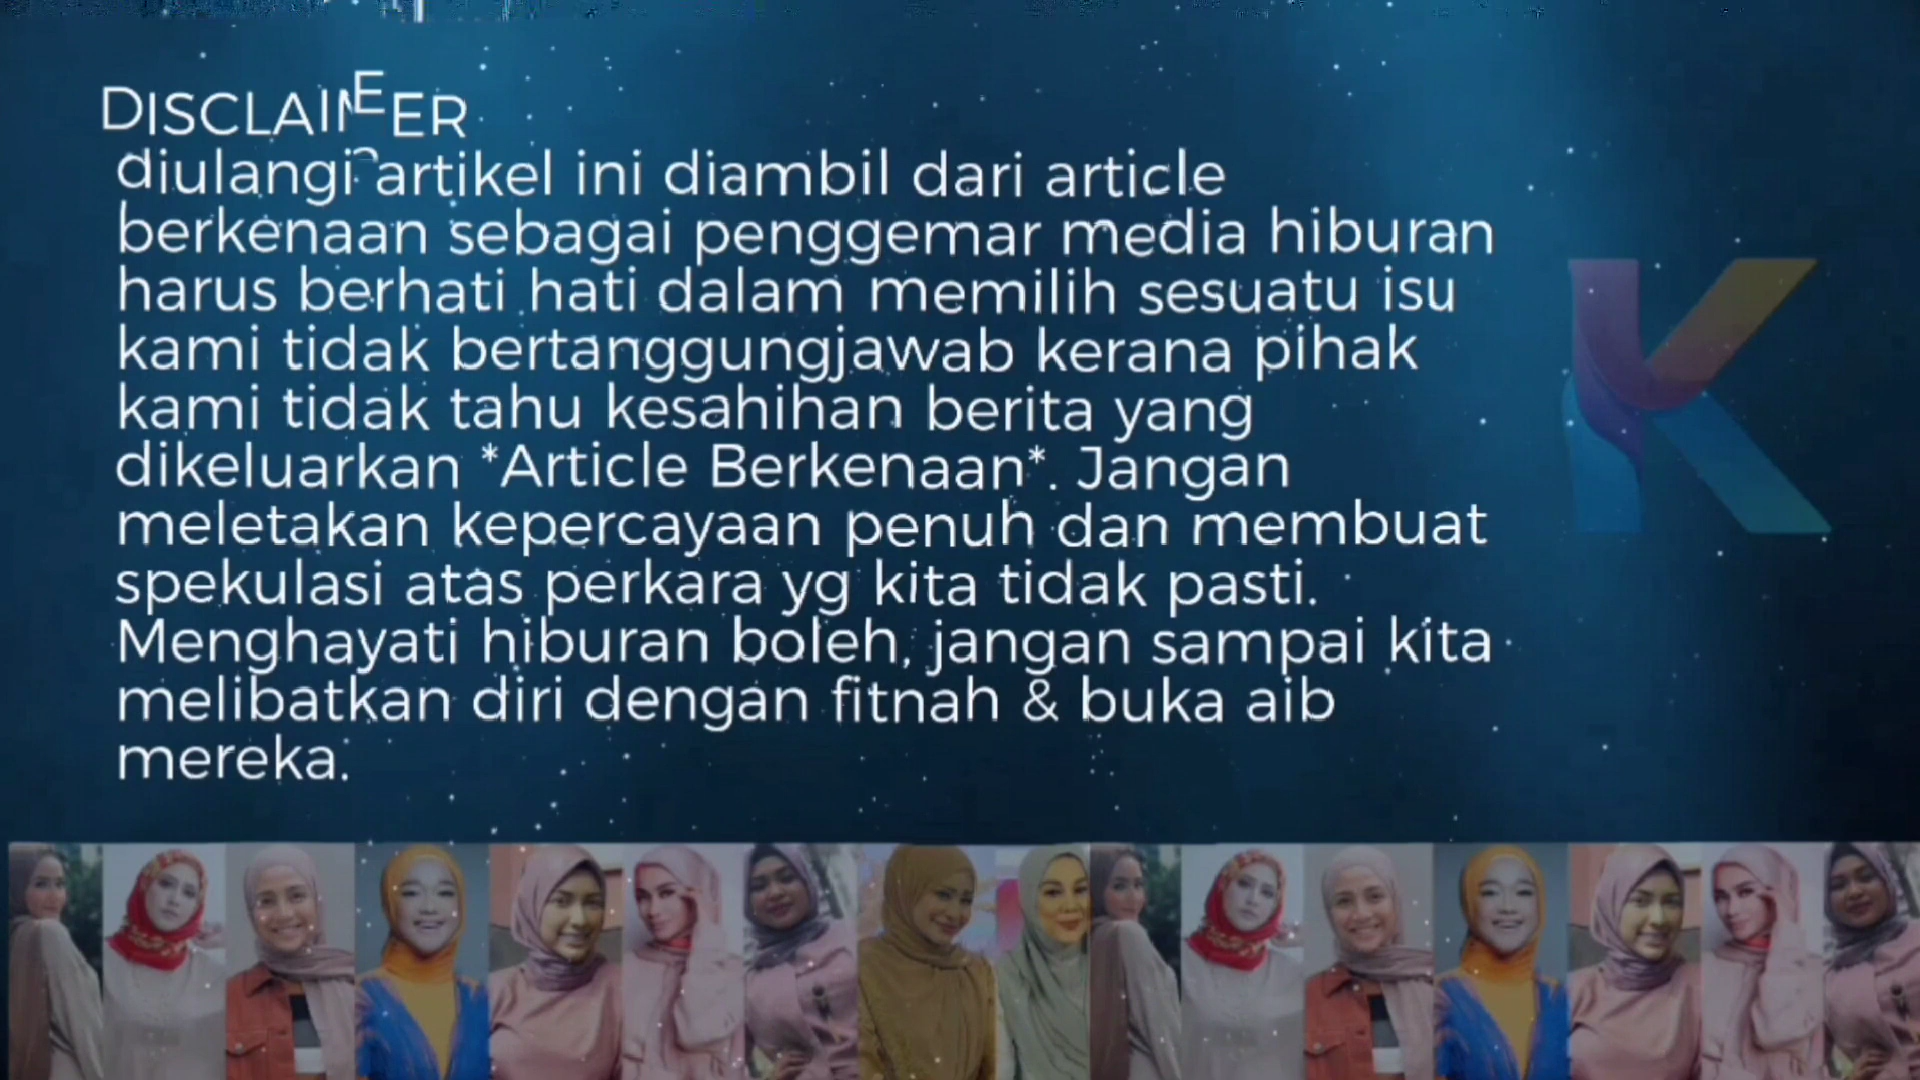 DISCLAIMER
diulangi artikel ini diambil dari article
berkenaan sebagai penggemar media hiburan
harus berhati hati dalam memilih sesuatu isu
kami tidak bertanggungjawab kerana pihak
kami tidak tahu kesahihan berita yang
dikeluarkan *Article Berkenaan*. Jangan
meletakan kepercayaan penuh dan membuat
spekulasi atas perkara yg kita tidak pasti.
Menghayati hiburan boleh, jangan sampai kita
melibatkan diri dengan fitnah & buka aib
mereka.
K